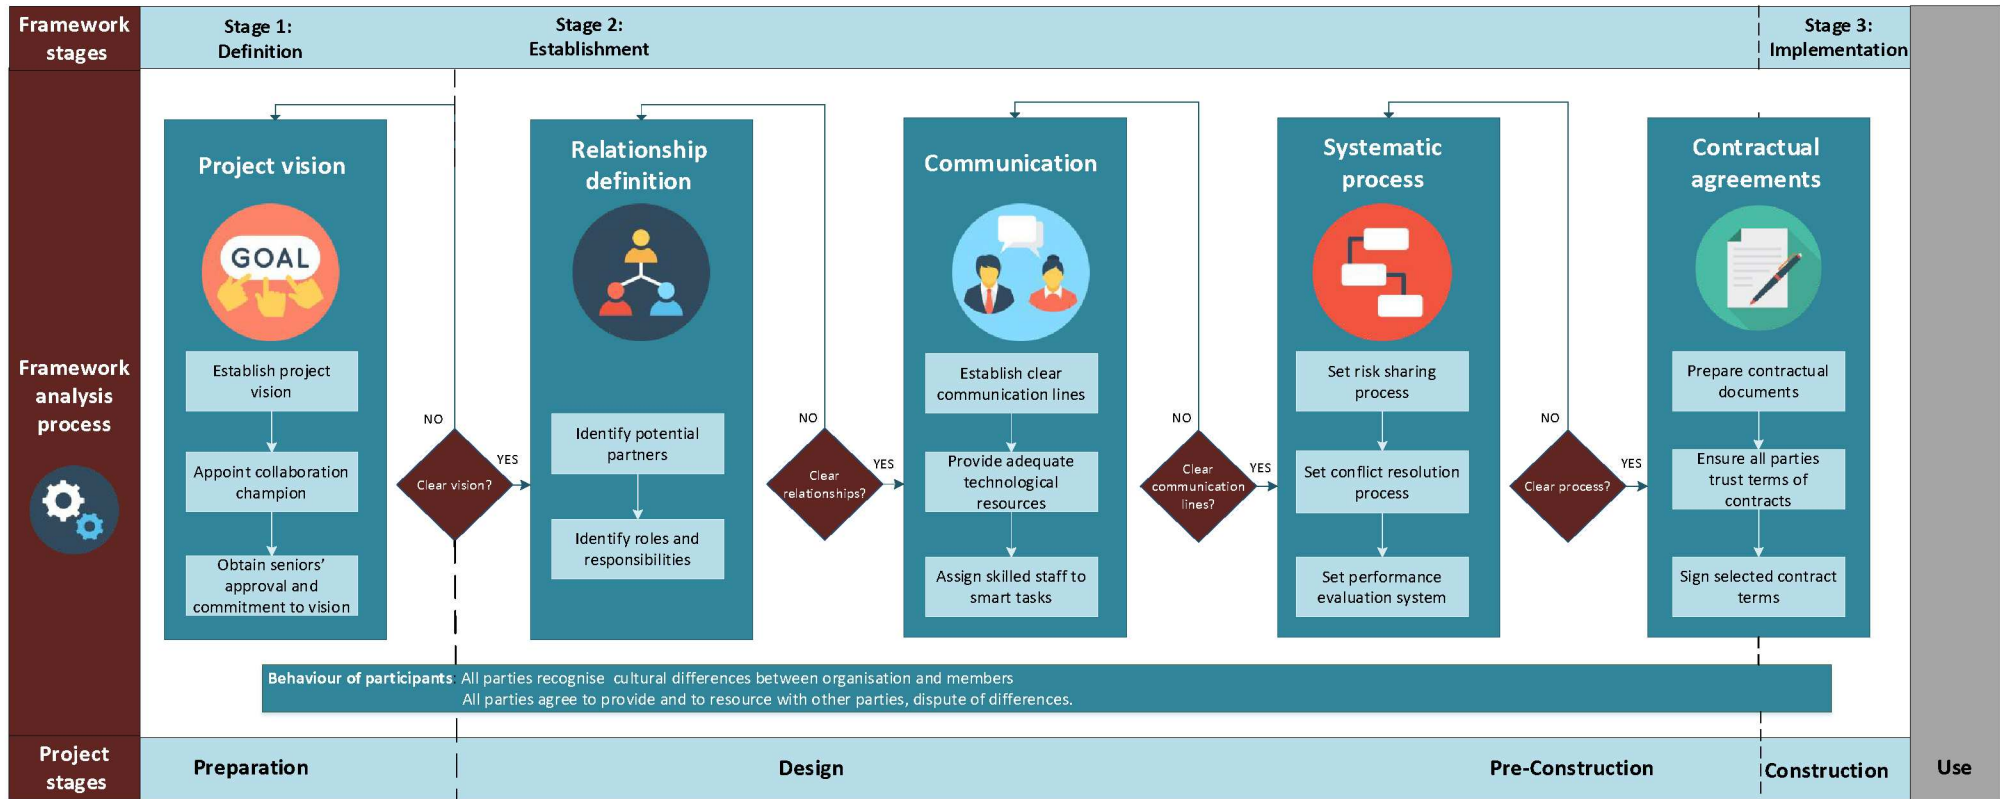 Framework
stages
Stage 1:
Definition
Stage 2:
Establishment
Stage 3:
Implementation
Framework
analysis
process
Project vision
GOAL
Establish project
vision
Appoint collaboration
champion
Obtain seniors'
approval and
commitment to vision
NO
Clear vision?
YES
Relationship
definition
Identify potential
partners
Identify roles and
responsibilities
NO
Clear
relationships?
YES
Communication
Establish clear
communication lines
Provide adequate
technological
resources
Assign skilled staff to
smart tasks
NO
Clear
communication
lines?
YES
Systematic
process
Set risk sharing
process
Set conflict resolution
process
Set performance
evaluation system
NO
Clear process?
YES
Contractual
agreements
Prepare contractual
documents
Ensure all parties
trust terms of
contracts
Sign selected contract
terms
Behaviour of participants: All parties recognise cultural differences between organisation and members
All parties agree to provide and to resource with other parties, dispute of differences.
Project
stages
Preparation
Design
Pre-Construction
Construction
Use